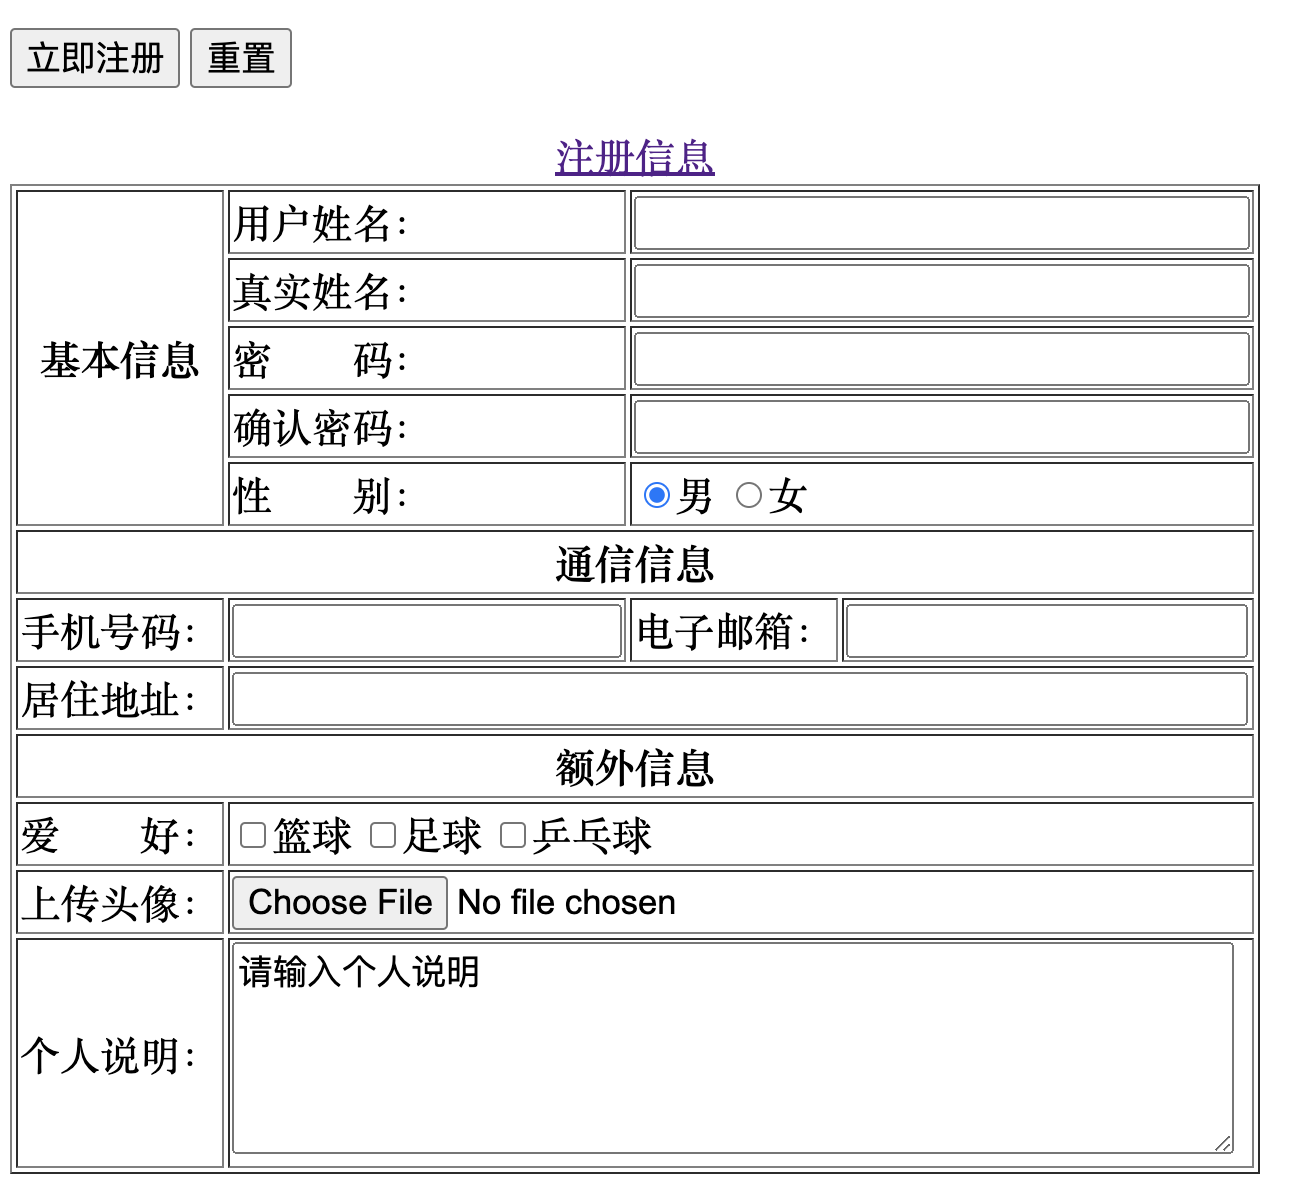 立即注册 重置
注册信息
基本信息
用户姓名：
真实姓名：
密　　码：
确认密码：
性　　别： 男 女
通信信息
手机号码： 电子邮箱：
居住地址：
额外信息
爱　　好： 篮球 足球 乒乓球
上传头像： Choose File No file chosen
个人说明： 请输入个人说明